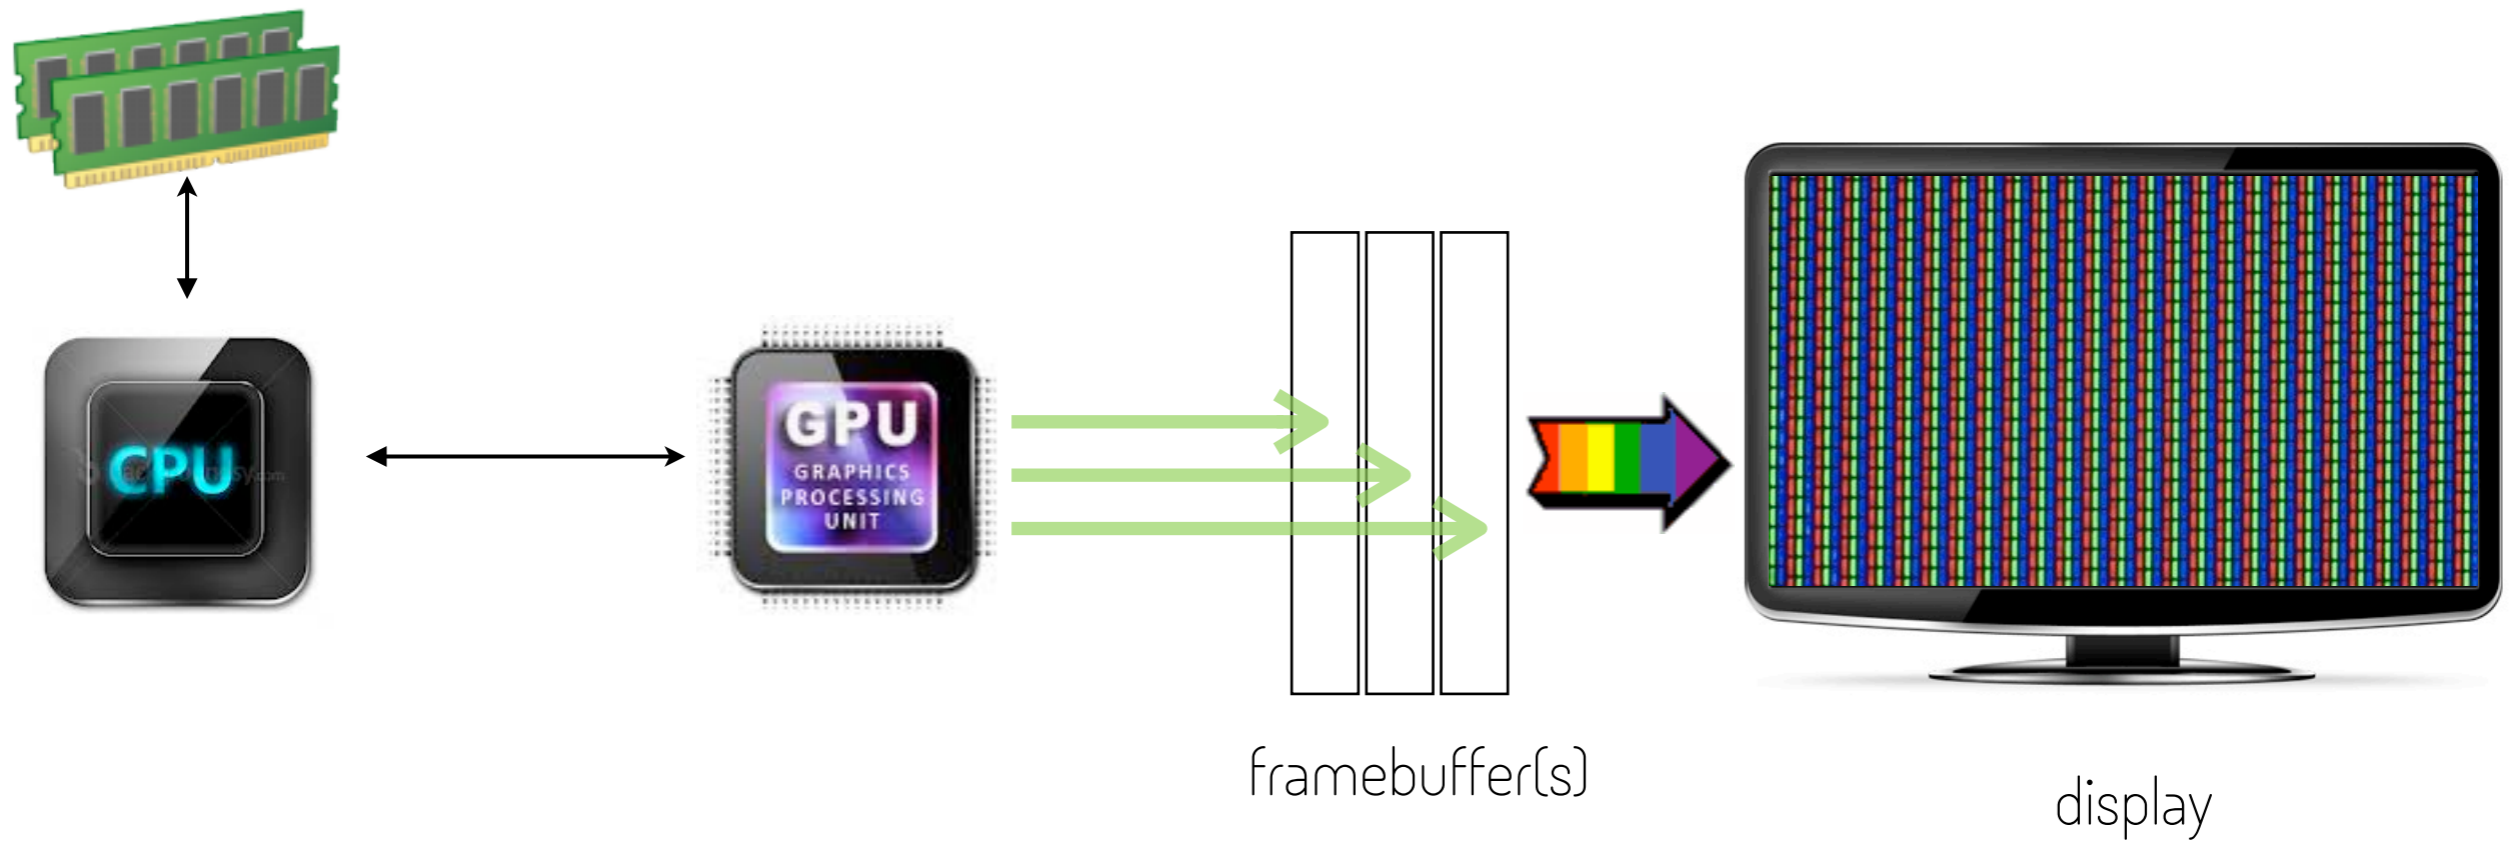 CPU
GPU
GRAPHICS
PROCESSING
UNIT
framebuffer(s)
display